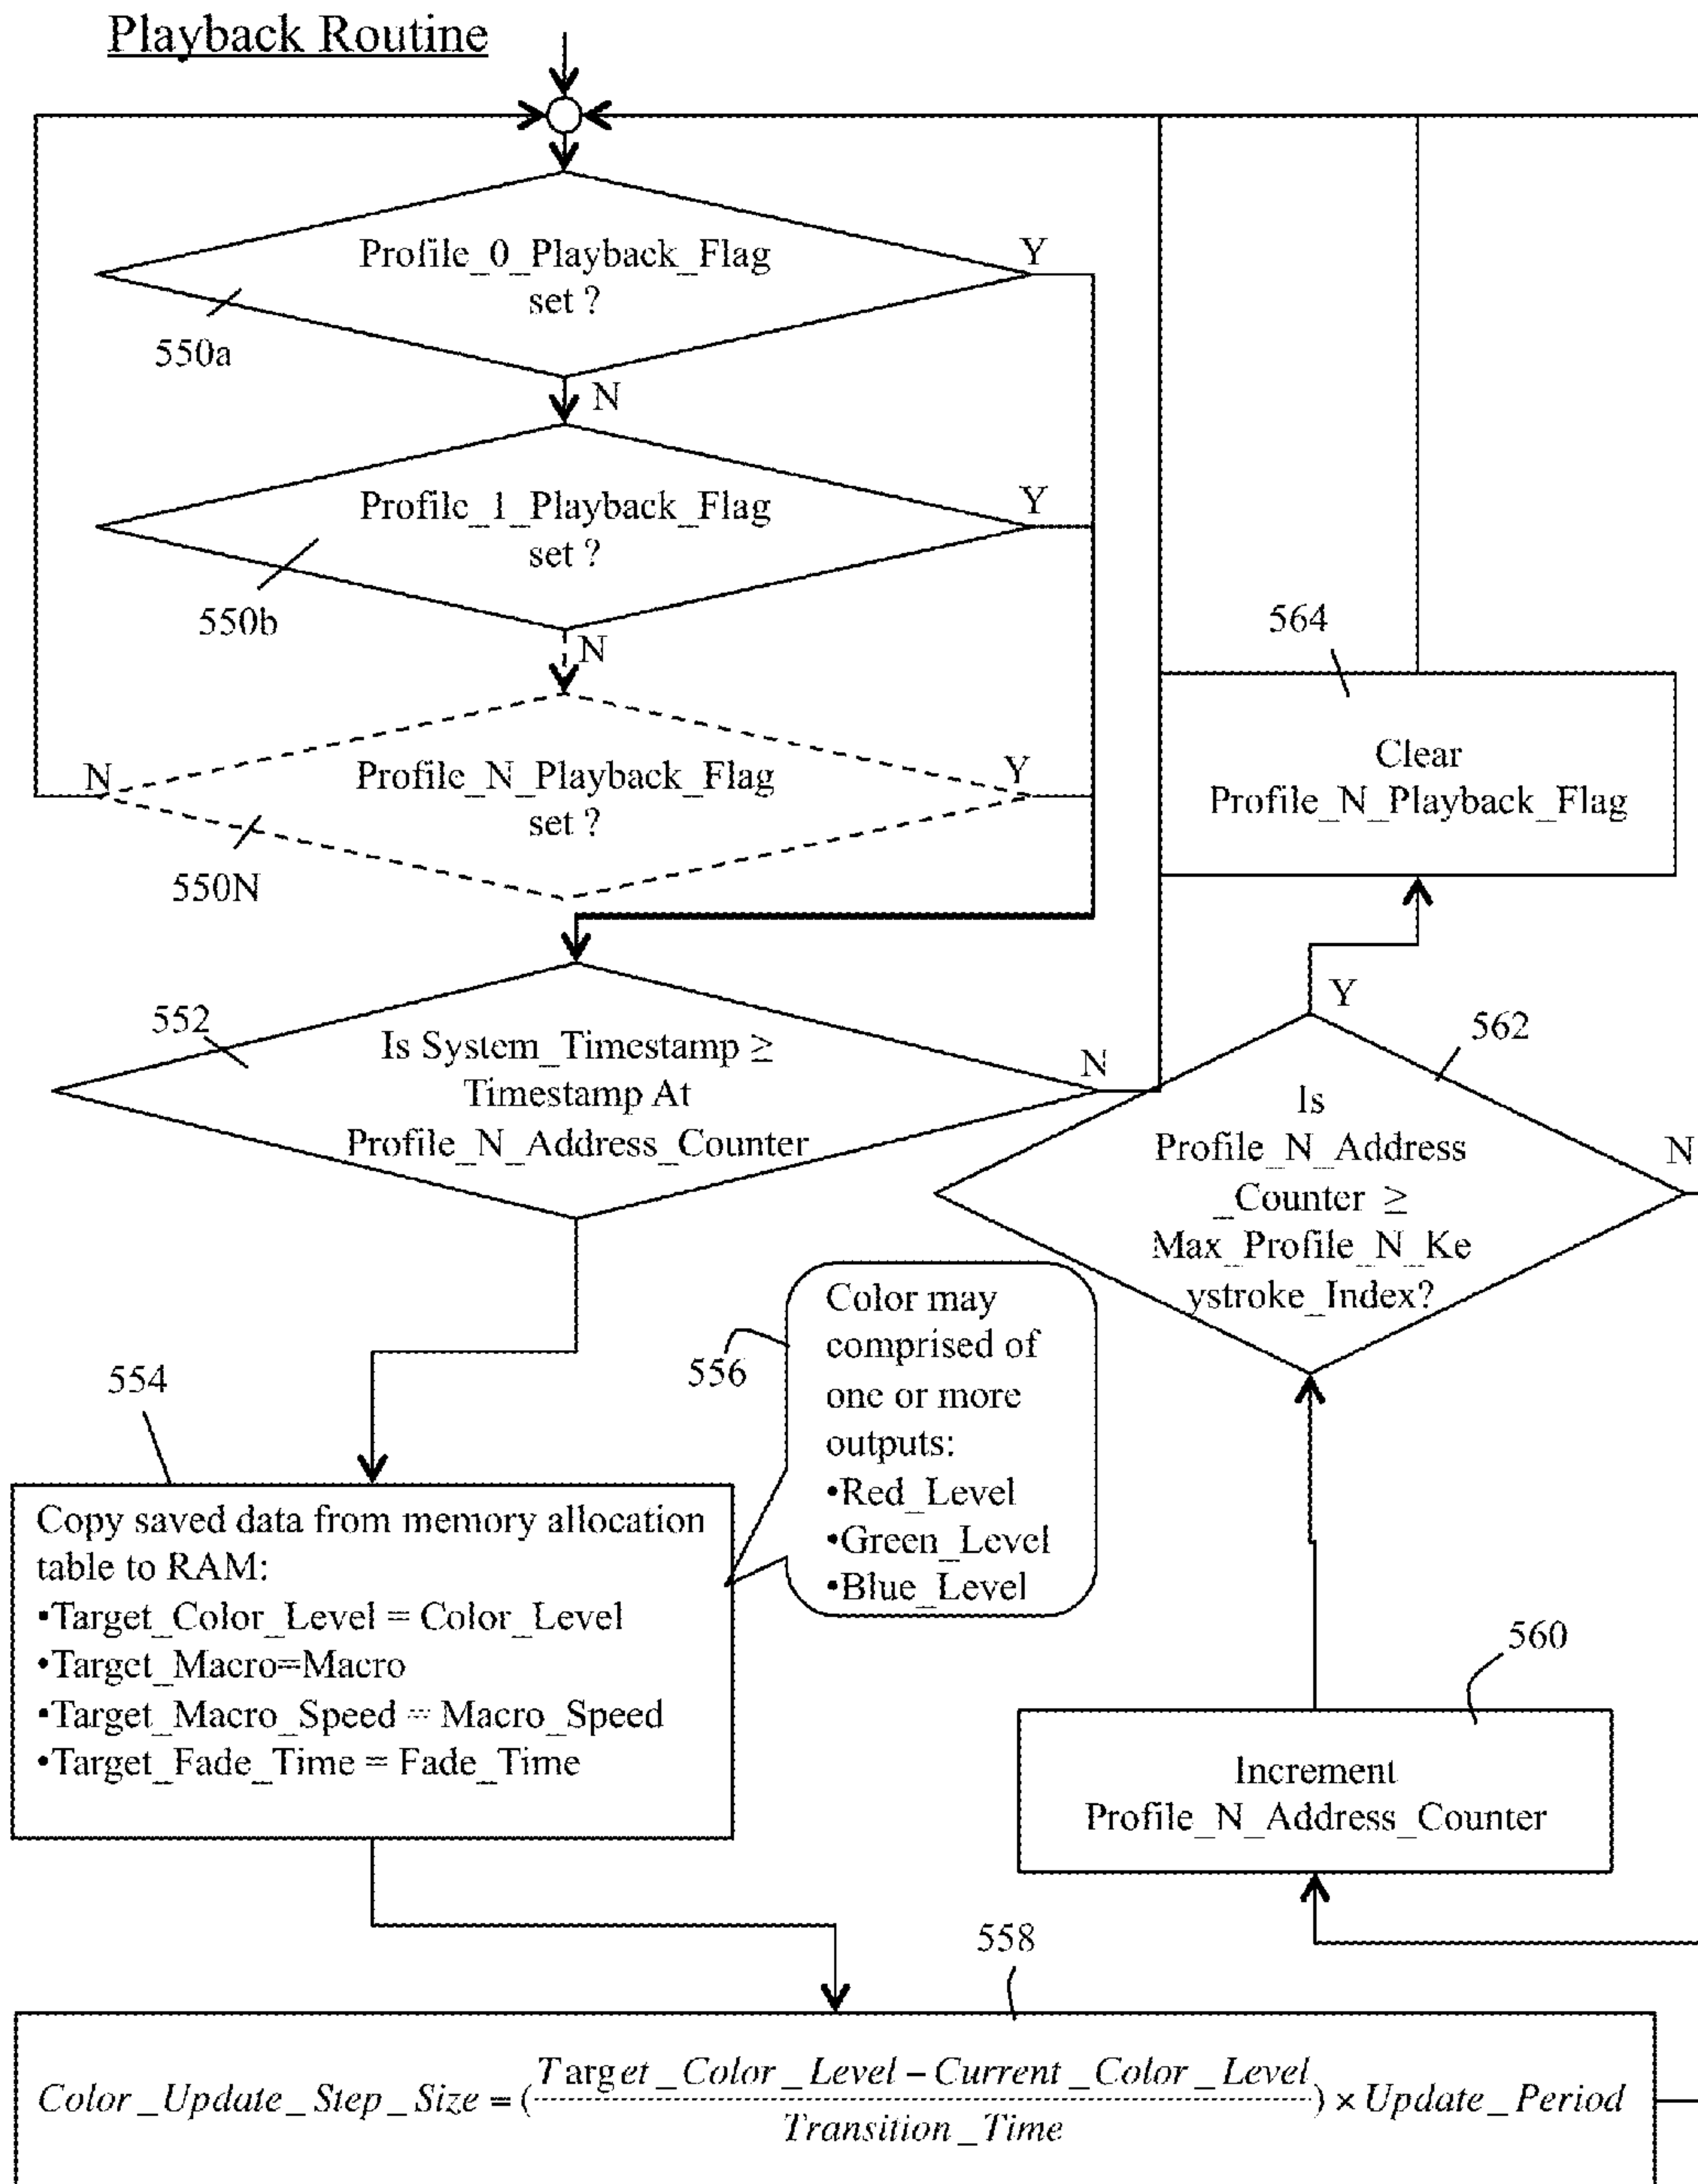 Playback Routine
Profile_0_Playback_Flag
set ?
Y
550a
N
Profile_1_Playback_Flag
set ?
Y
550b
N
Profile_N_Playback_Flag
set ?
N
Y
550N
552
Is System_Timestamp ≥
Timestamp At
Profile_N_Address_Counter
N
564
Clear
Profile_N_Playback_Flag
Y
562
Is
Profile_N_Address
_Counter ≥
Max_Profile_N_Ke
ystroke_Index?
N
554
Copy saved data from memory allocation
table to RAM:
•Target_Color_Level = Color_Level
•Target_Macro=Macro
•Target_Macro_Speed = Macro_Speed
•Target_Fade_Time = Fade_Time
556
Color may
comprised of
one or more
outputs:
•Red_Level
•Green_Level
•Blue_Level
560
Increment
Profile_N_Address_Counter
558
Color_Update_Step_Size = (Target_Color_Level – Current_Color_Level / Transition_Time) × Update_Period